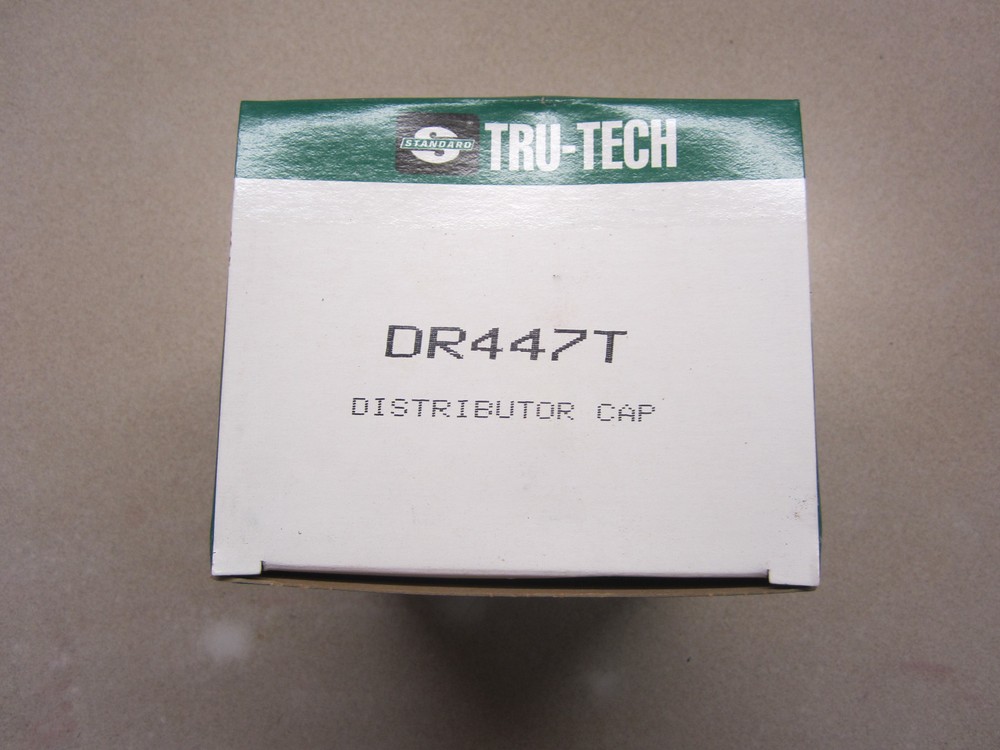 STANDARD
TRU-TECH
DR447T
DISTRIBUTOR CAP